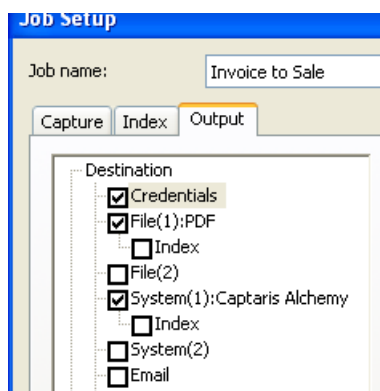 Job Setup
Job name: Invoice to Sale
Capture Index Output
Destination
Credentials
File(1):PDF
Index
File(2)
System(1):Captaris Alchemy
Index
System(2)
Email